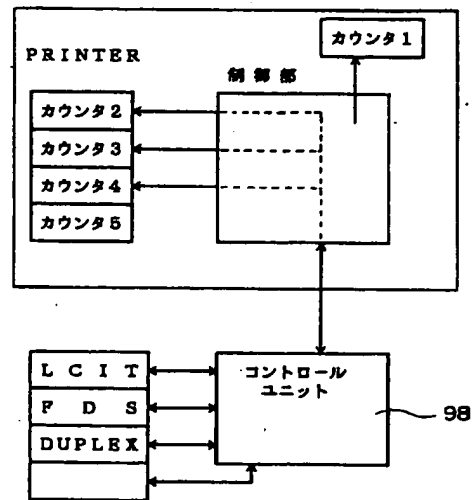 カウンタ1
PRINTER
制御部
カウンタ2
カウンタ3
カウンタ4
カウンタ5
LCIT
FDS
DUPLEX
コントロール
ユニット
98